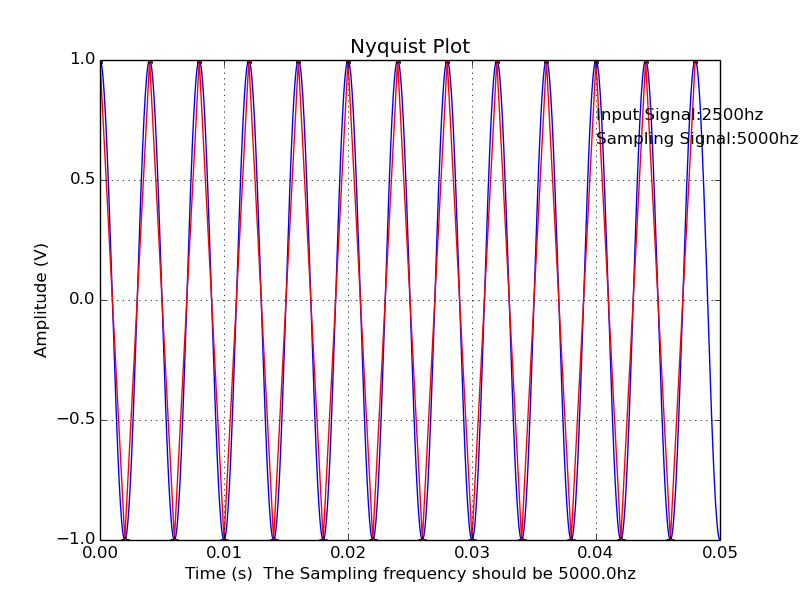 Nyquist Plot
1.0
0.5
0.0
−0.5
−1.0
Amplitude (V)
Input Signal:2500hz
Sampling Signal:5000hz
0.00 0.01 0.02 0.03 0.04 0.05
Time (s)  The Sampling frequency should be 5000.0hz